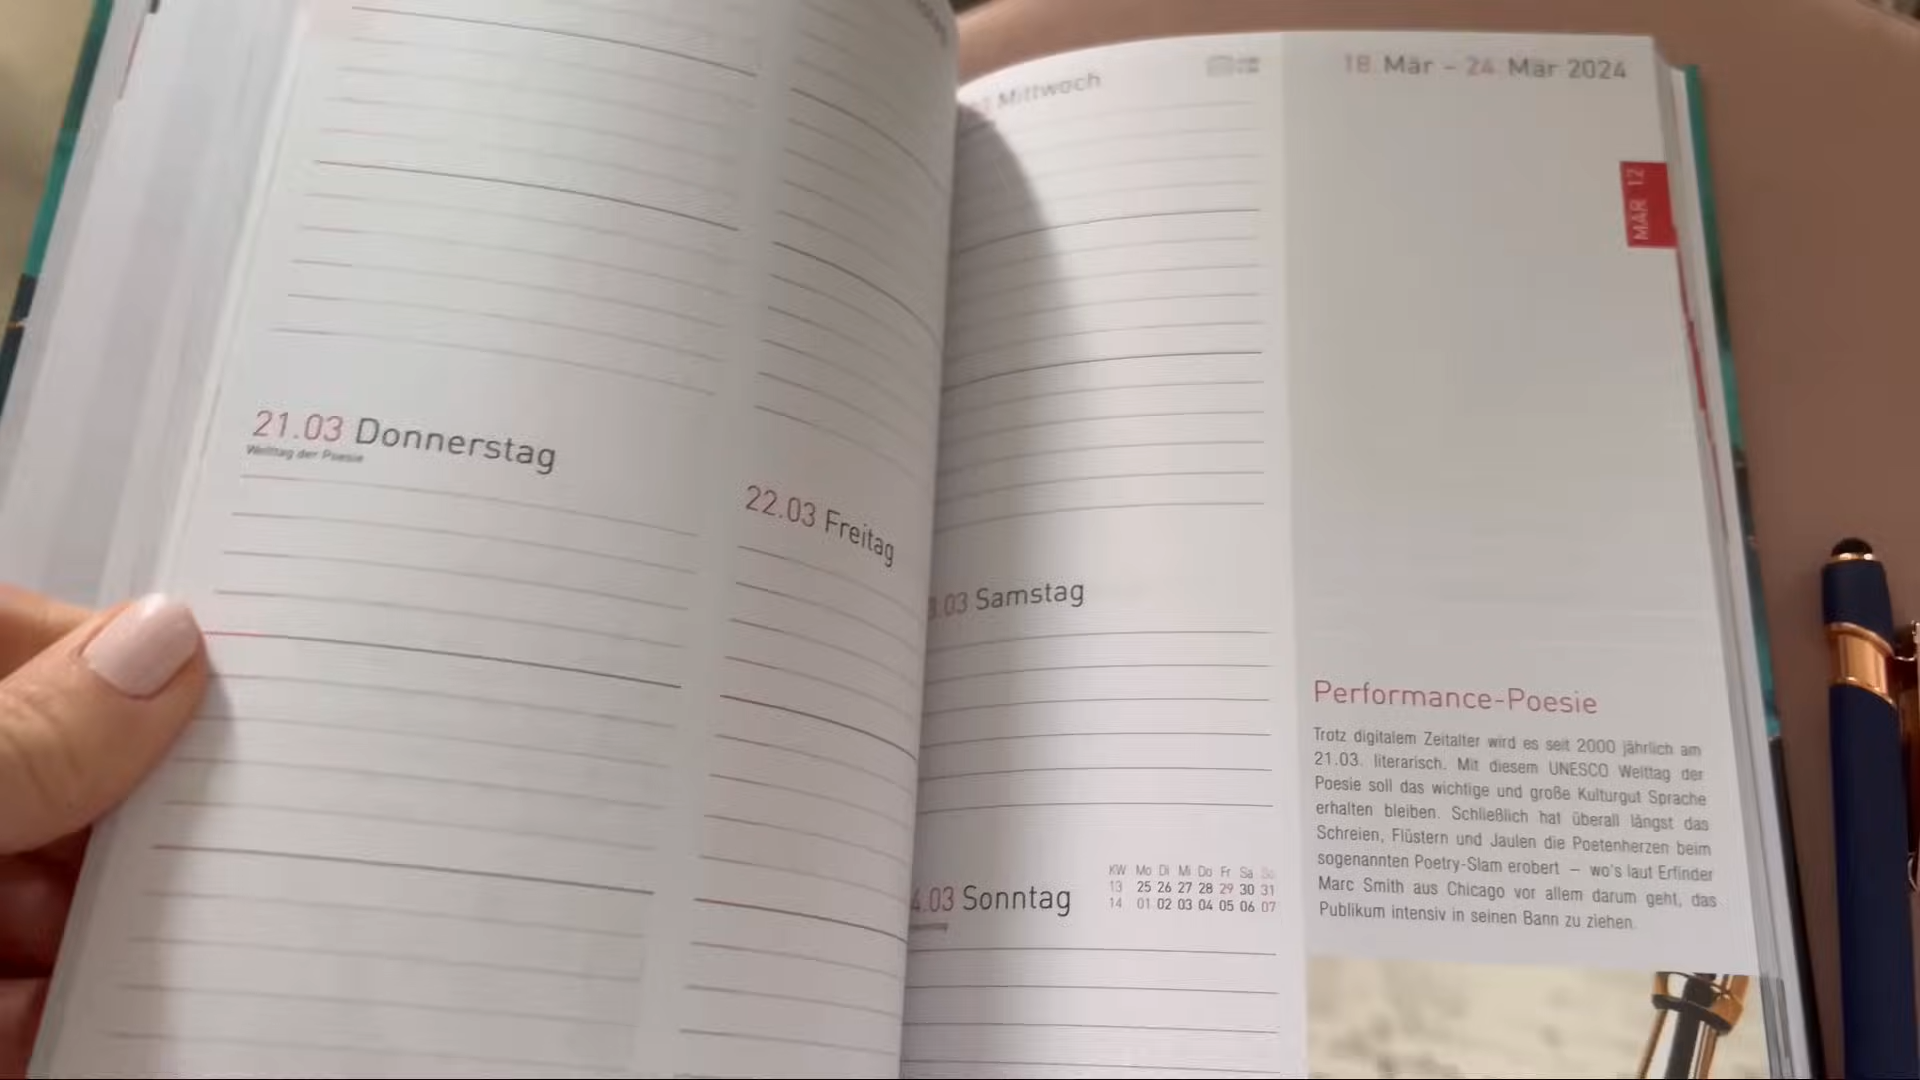 21.03 Donnerstag
Welttag der Poesie
22.03 Freitag
Mittwoch
18. Mär - 24. Mär 2024
MÄR 12
.03 Samstag
4.03 Sonntag
KW Mo Di Mi Do Fr Sa So
13 25 26 27 28 29 30 31
14 01 02 03 04 05 06 07
Performance-Poesie
Trotz digitalem Zeitalter wird es seit 2000 jährlich am
21.03. literarisch. Mit diesem UNESCO Welttag der
Poesie soll das wichtige und große Kulturgut Sprache
erhalten bleiben. Schließlich hat überall längst das
Schreien, Flüstern und Jaulen die Poetenherzen beim
sogenannten Poetry-Slam erobert – wo's laut Erfinder
Marc Smith aus Chicago vor allem darum geht, das
Publikum intensiv in seinen Bann zu ziehen.